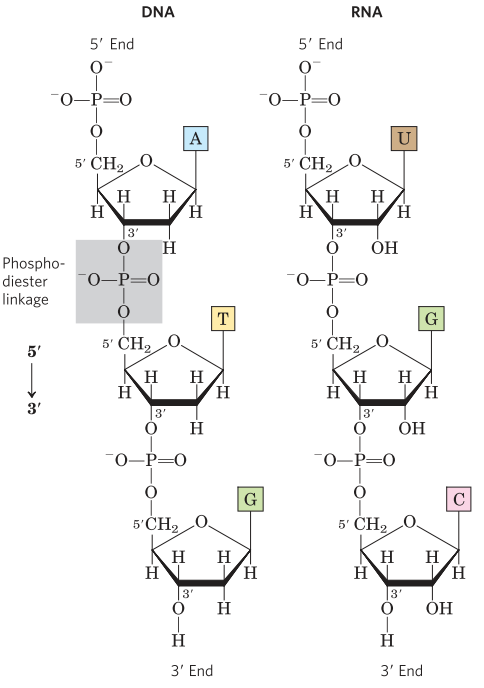 DNA
5′ End
O⁻
⁻O—P=O
O
A
5′ CH₂ O
H H
H H
3′
O H
Phospho-
diester
linkage
⁻O—P=O
O
T
5′
3′
5′ CH₂ O
H H
H H
3′
O H
⁻O—P=O
O
G
5′ CH₂ O
H H
H H
3′
O H
H
3′ End
RNA
5′ End
O⁻
⁻O—P=O
O
U
5′ CH₂ O
H H
H H
3′
O OH
⁻O—P=O
O
G
5′ CH₂ O
H H
H H
3′
O OH
⁻O—P=O
O
C
5′ CH₂ O
H H
H H
3′
O OH
H
3′ End